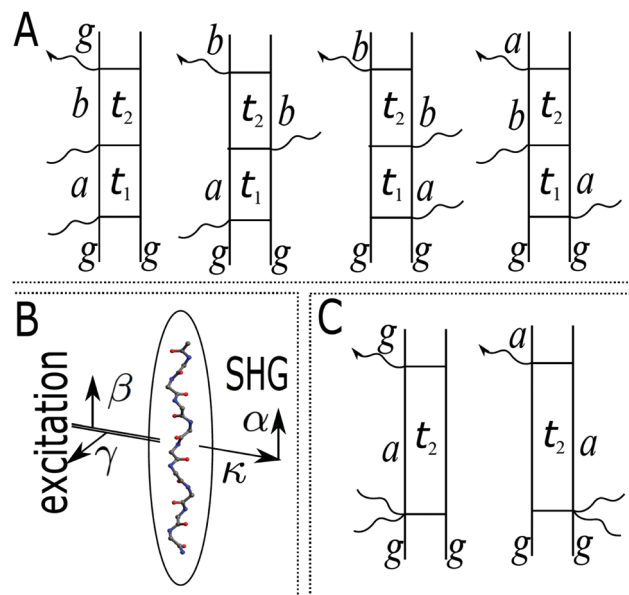 A
g b b a
b t₂ t₂ b t₂ b b t₂
a t₁ a t₁ t₁ a t₁ a
g g g g g g g g
B
excitation
β
γ
SHG
α
κ
C
g a
a t₂ t₂ a
g g g g